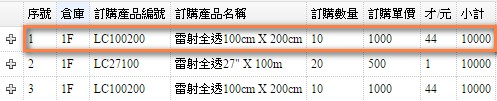 序號 倉庫 訂購產品編號 訂購產品名稱 訂購數量 訂購單價 才/元 小計
1 1F LC100200 雷射全透100cm X 200cm 10 1000 44 10000
2 1F LC27100 雷射全透27" X 100m 20 500 1 10000
3 1F LC100200 雷射全透100cm X 200cm 10 1000 44 10000